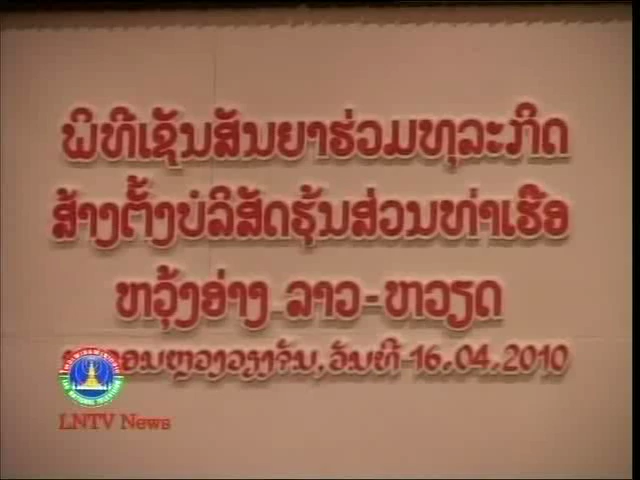 ພິທີເຊັນສັນຍາຮ່ວມທຸລະກິດ
ສ້າງຕັ້ງບໍລິສັດຮຸ້ນສ່ວນທ່າເຮືອ
ຫວຸ້ງອ່າງ ລາວ-ຫວຽດ
ວຽງຈັນ, ວັນທີ 16.04.2010
LNTV News